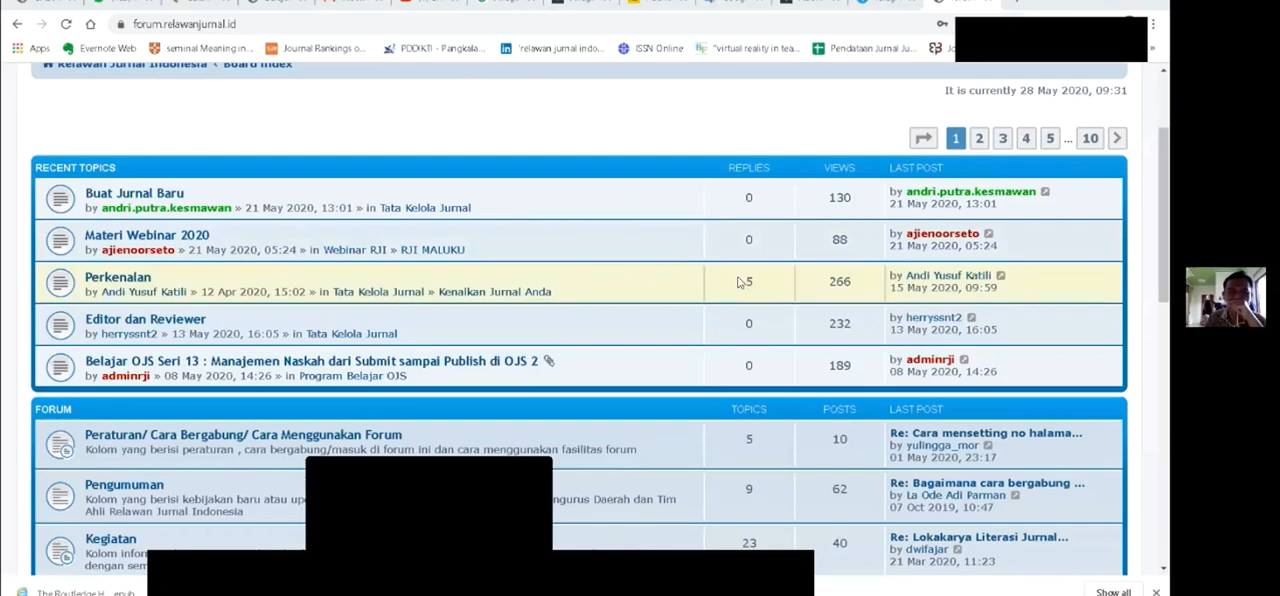 forum.relawanjurnal.id
Apps Evernote Web seminal Meaning in... Journal Rankings o... PDDIKTI - Pangkala... "relawan jurnal indo... ISSN Online "virtual reality in tea... Pendataan Jurnal Ju...
Relawan Jurnal Indonesia ‹ Board index
It is currently 28 May 2020, 09:31
1 2 3 4 5 ... 10
RECENT TOPICS REPLIES VIEWS LAST POST
Buat Jurnal Baru 0 130 by andri.putra.kesmawan
by andri.putra.kesmawan » 21 May 2020, 13:01 » in Tata Kelola Jurnal 21 May 2020, 13:01
Materi Webinar 2020 0 88 by ajienoorseto
by ajienoorseto » 21 May 2020, 05:24 » in Webinar RJI » RJI MALUKU 21 May 2020, 05:24
Perkenalan 5 266 by Andi Yusuf Katili
by Andi Yusuf Katili » 12 Apr 2020, 15:02 » in Tata Kelola Jurnal » Kenalkan Jurnal Anda 15 May 2020, 09:59
Editor dan Reviewer 0 232 by herryssnt2
by herryssnt2 » 13 May 2020, 16:05 » in Tata Kelola Jurnal 13 May 2020, 16:05
Belajar OJS Seri 13 : Manajemen Naskah dari Submit sampai Publish di OJS 2 0 189 by adminrji
by adminrji » 08 May 2020, 14:26 » in Program Belajar OJS 08 May 2020, 14:26
FORUM TOPICS POSTS LAST POST
Peraturan/ Cara Bergabung/ Cara Menggunakan Forum 5 10 Re: Cara mensetting no halama...
Kolom yang berisi peraturan , cara bergabung/masuk di forum ini dan cara menggunakan fasilitas forum by yulingga_mor
01 May 2020, 23:17
Pengumuman 9 62 Re: Bagaimana cara bergabung ...
Kolom yang berisi kebijakan baru atau ngurus Daerah dan Tim by La Ode Adi Parman
Ahli Relawan Jurnal Indonesia 07 Oct 2019, 10:47
Kegiatan 23 40 Re: Lokakarya Literasi Jurnal...
Kolom by dwifajar
dengan 21 Mar 2020, 11:23
The Routledge H....epub Show all